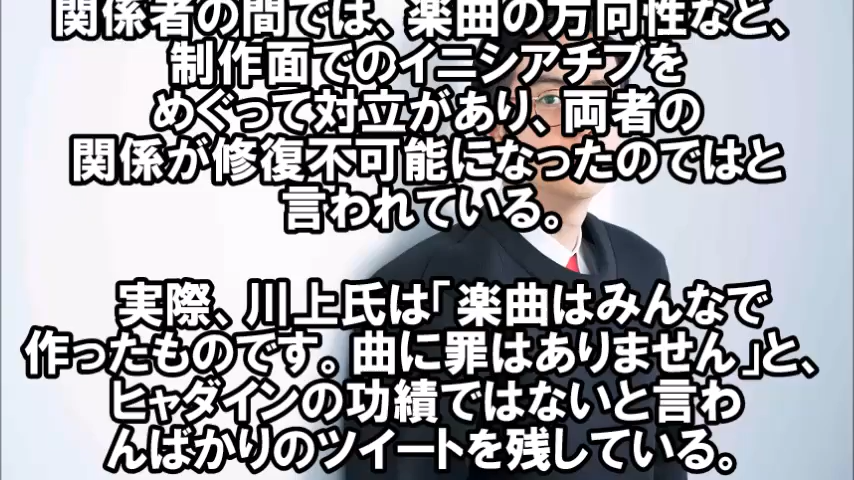 関係者の間では、楽曲の方向性など、
制作面でのイニシアチブを
めぐって対立があり、両者の
関係が修復不可能になったのではと
言われている。
実際、川上氏は「楽曲はみんなで
作ったものです。曲に罪はありません」と、
ヒャダインの功績ではないと言わ
んばかりのツイートを残している。